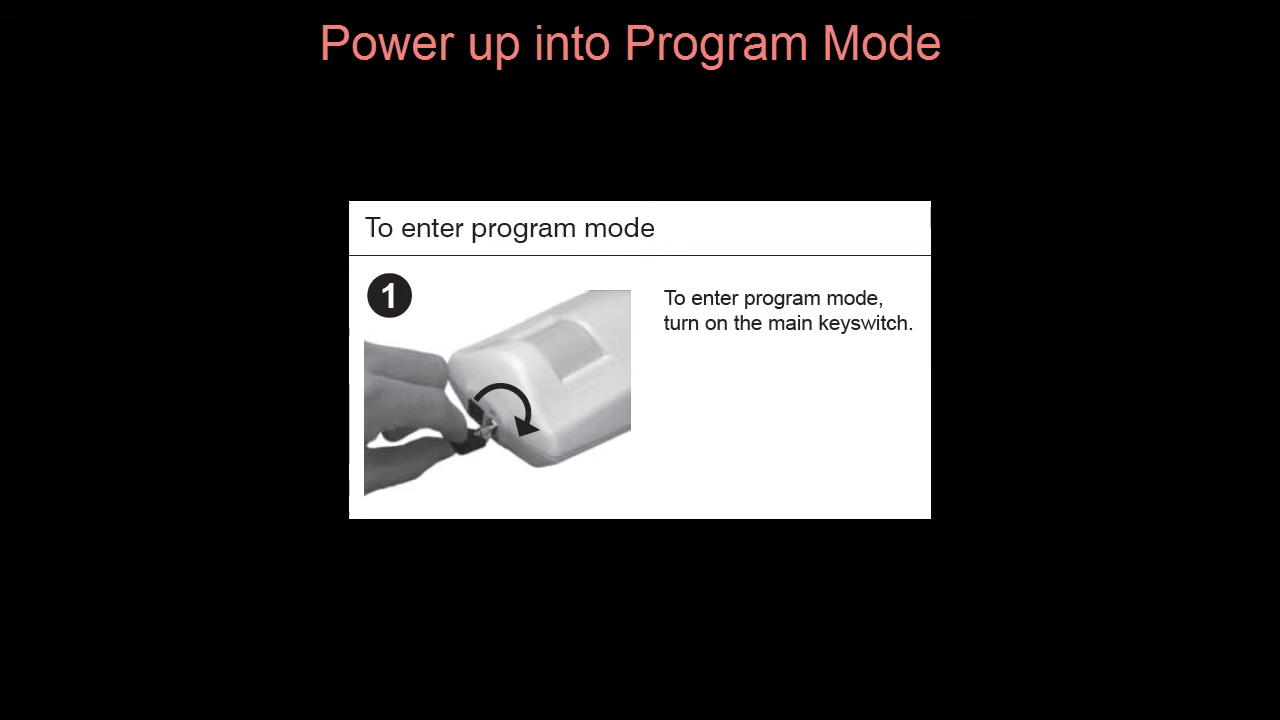 Power up into Program Mode
To enter program mode
1
To enter program mode,
turn on the main keyswitch.